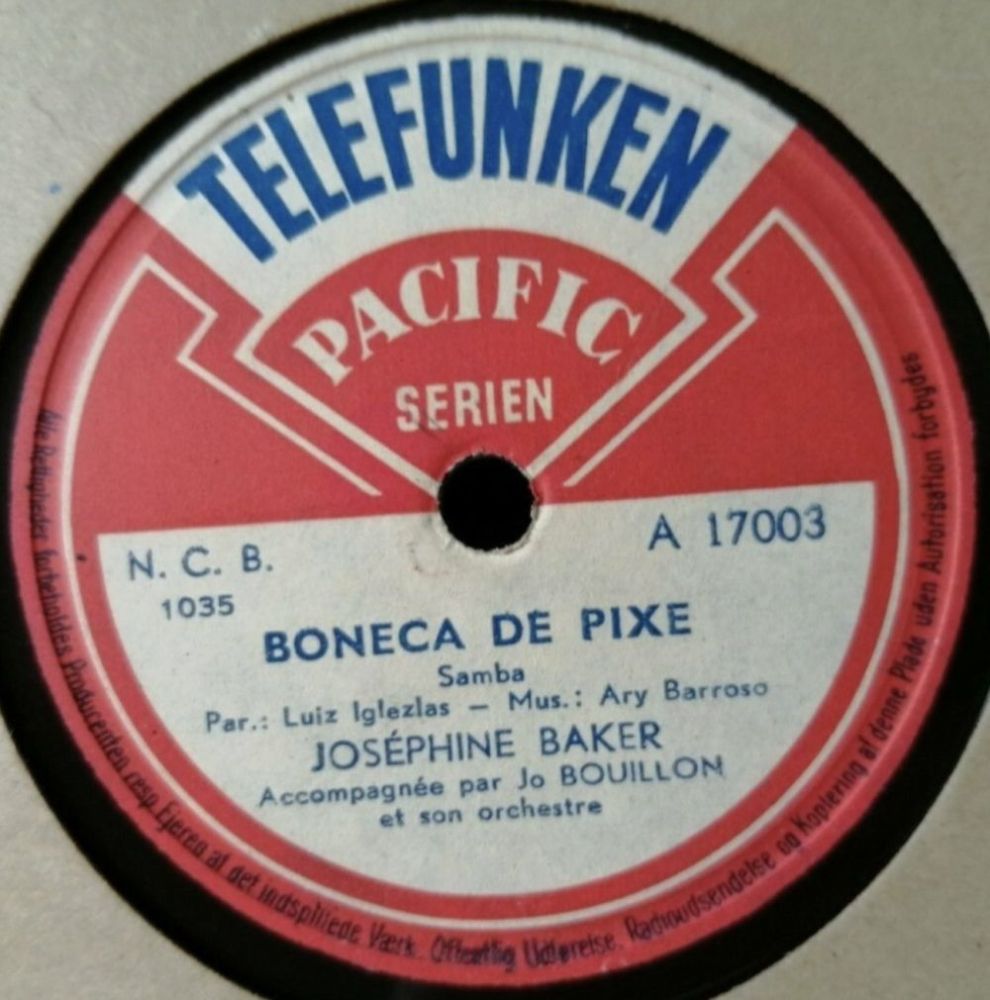 TELEFUNKEN
PACIFIC
SERIEN
N. C. B.
A 17003
1035
BONECA DE PIXE
Samba
Par.: Luiz Iglezlas — Mus.: Ary Barroso
JOSÉPHINE BAKER
Accompagnée par Jo BOUILLON
et son orchestre
Alle Rettigheder forbeholdes Producenten resp. Ejeren af det indspillede Værk. Offentlig Udførelse, Radioudsendelse og Kopiering af denne Plade uden Autorisation forbydes